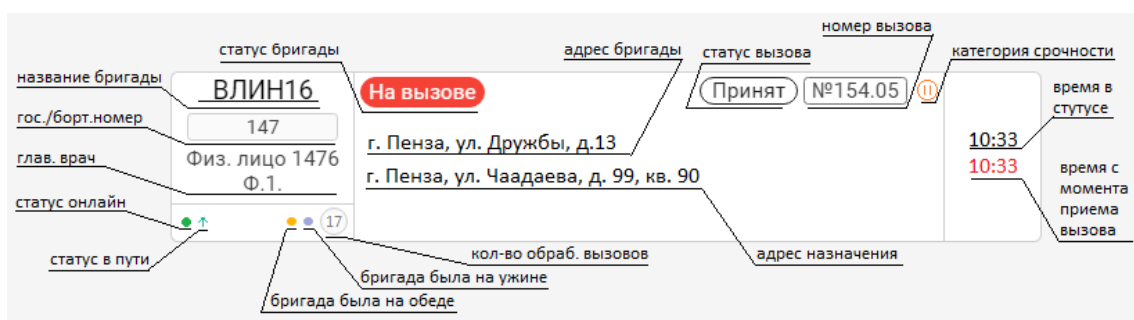 номер вызова
статус бригады
адрес бригады
статус вызова
категория срочности
название бригады
ВЛИН16
На вызове
Принят
№154.05
время в
стутусе
гос./борт.номер
147
г. Пенза, ул. Дружбы, д.13
10:33
глав. врач
Физ. лицо 1476
Ф.1.
г. Пенза, ул. Чаадаева, д. 99, кв. 90
10:33
время с
момента
приема
вызова
статус онлайн
17
статус в пути
кол-во обраб. вызовов
адрес назначения
бригада была на ужине
бригада была на обеде